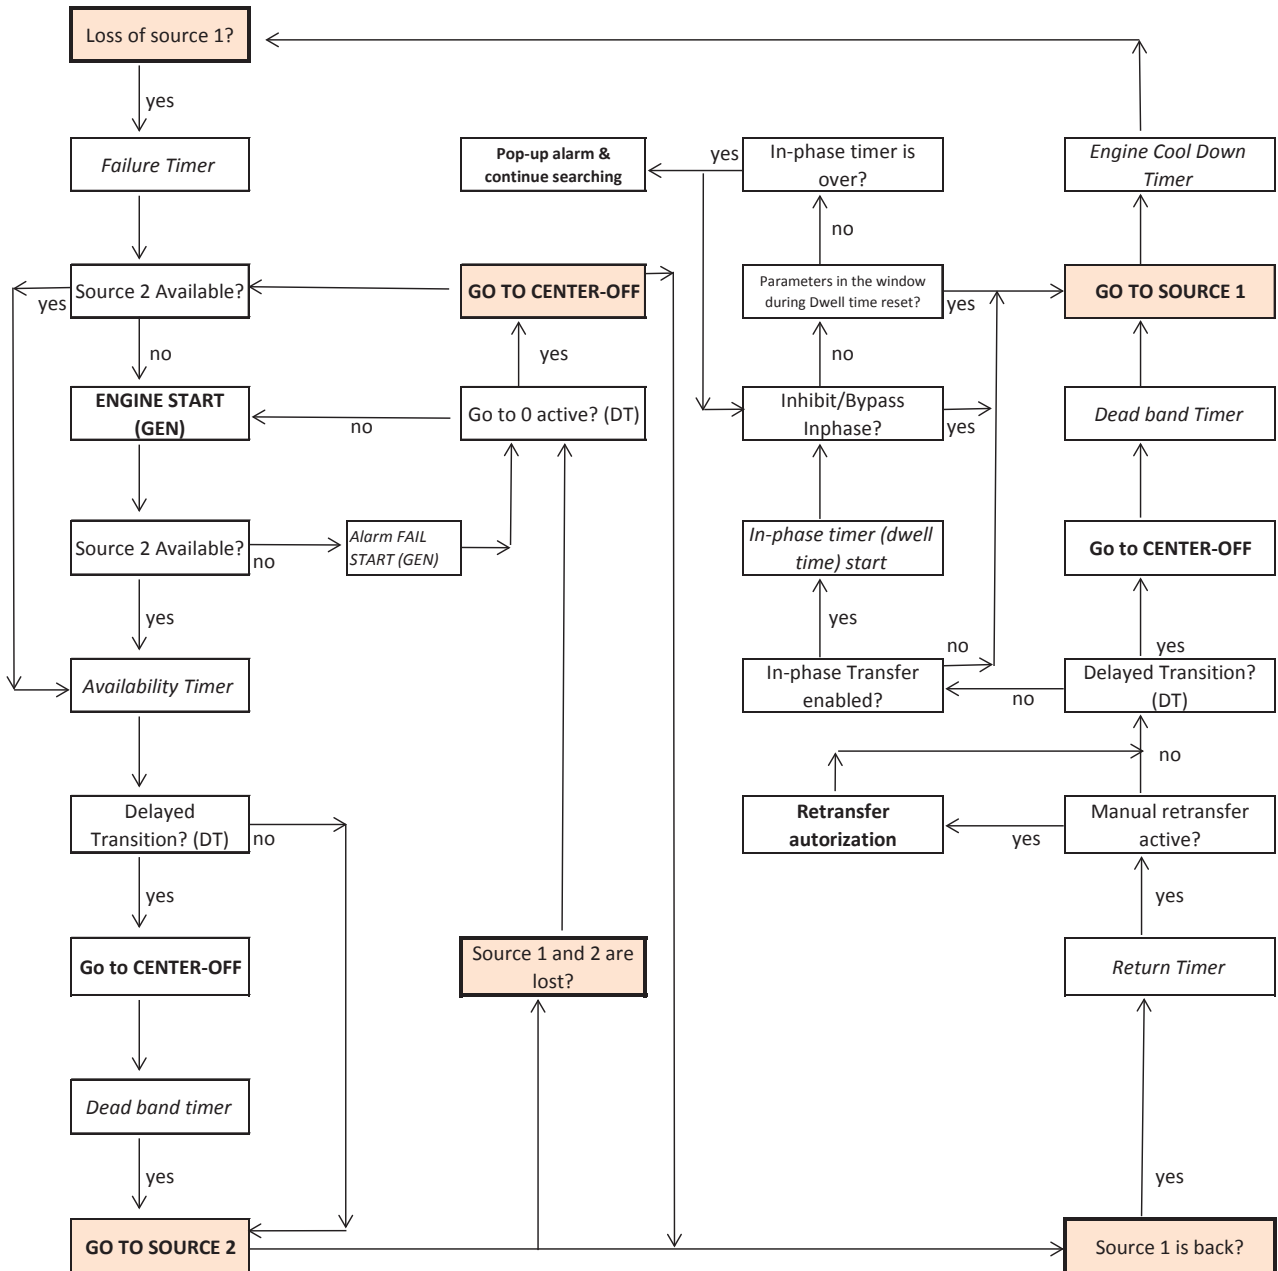 Loss of source 1?
yes
Failure Timer
Pop-up alarm &
continue searching
yes
In-phase timer is
over?
Engine Cool Down
Timer
no
yes
Source 2 Available?
GO TO CENTER-OFF
Parameters in the window
during Dwell time reset?
yes
GO TO SOURCE 1
no
yes
no
ENGINE START
(GEN)
no
Go to 0 active? (DT)
Inhibit/Bypass
Inphase?
yes
Dead band Timer
Source 2 Available?
no
Alarm FAIL
START (GEN)
In-phase timer (dwell
time) start
Go to CENTER-OFF
yes
yes
no
yes
Availability Timer
In-phase Transfer
enabled?
no
Delayed Transition?
(DT)
no
Delayed
Transition? (DT)
no
Retransfer
autorization
yes
Manual retransfer
active?
yes
yes
Go to CENTER-OFF
Source 1 and 2 are
lost?
Return Timer
Dead band timer
yes
yes
GO TO SOURCE 2
Source 1 is back?